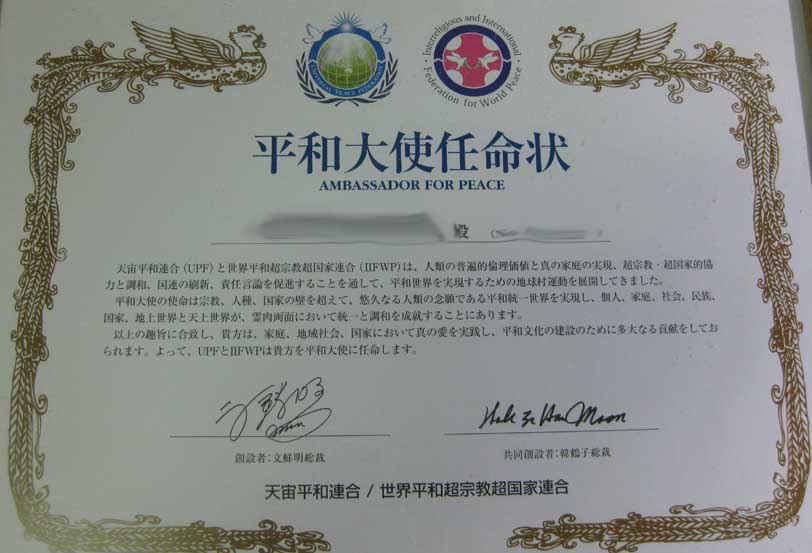 UNIVERSAL PEACE FEDERATION
Interreligious and International
Federation for World Peace
平和大使任命状
AMBASSADOR FOR PEACE
殿
天宙平和連合(UPF)と世界平和超宗教超国家連合(IIFWP)は、人類の普遍的倫理価値と真の家庭の実現、超宗教・超国家的協
力と調和、国連の刷新、責任言論を促進することを通して、平和世界を実現するための地球村運動を展開してきました。
平和大使の使命は宗教、人種、国家の壁を超えて、悠久なる人類の念願である平和統一世界を実現し、個人、家庭、社会、民族、
国家、地上世界と天上世界が、霊肉両面において統一と調和を成就することにあります。
以上の趣旨に合致し、貴方は、家庭、地域社会、国家において真の愛を実践し、平和文化の建設のために多大なる貢献をしてお
られます。よって、UPFとIIFWPは貴方を平和大使に任命します。
Hak Ja Han Moon
創設者:文鮮明総裁
共同創設者:韓鶴子総裁
天宙平和連合 / 世界平和超宗教超国家連合